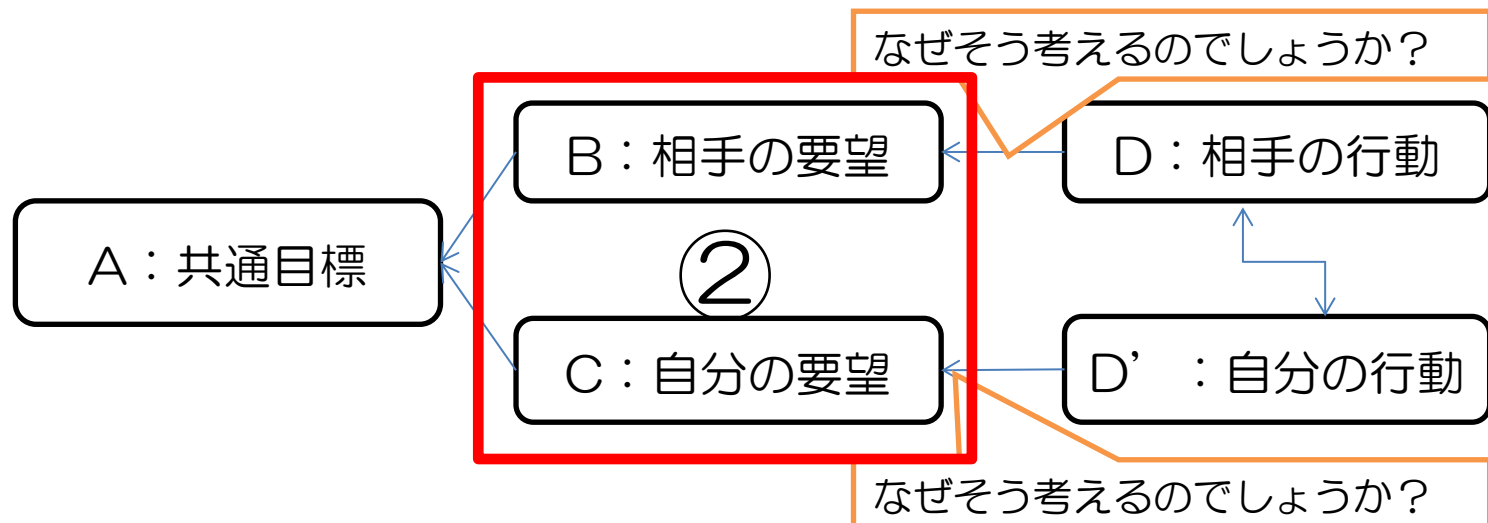 なぜそう考えるのでしょうか？
B：相手の要望
D：相手の行動
A：共通目標
②
C：自分の要望
D’：自分の行動
なぜそう考えるのでしょうか？